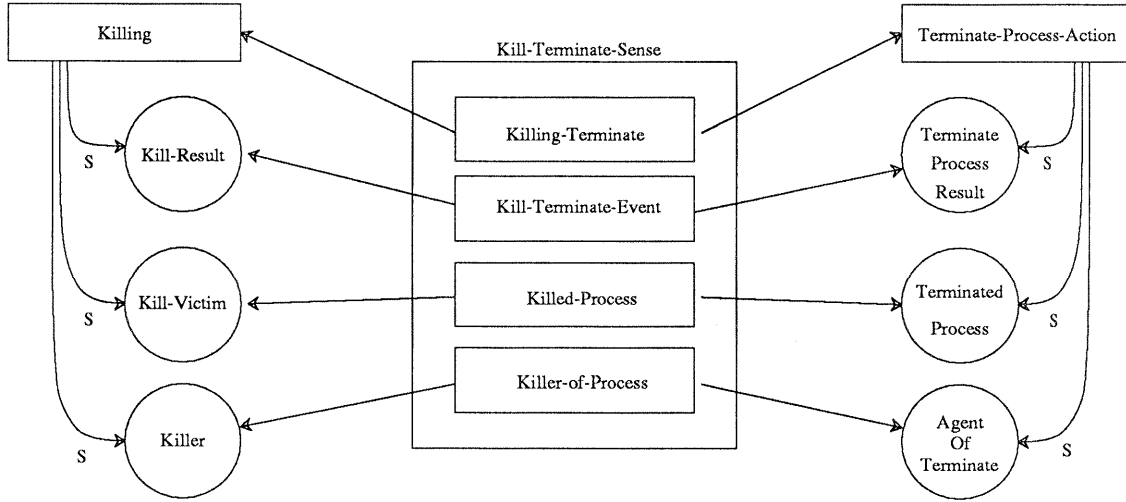 Killing
Kill-Terminate-Sense
Terminate-Process-Action
Killing-Terminate
Kill-Result
S
Terminate
Process
Result
S
Kill-Terminate-Event
Kill-Victim
S
Killed-Process
Terminated
Process
S
Killer-of-Process
Killer
S
Agent
Of
Terminate
S